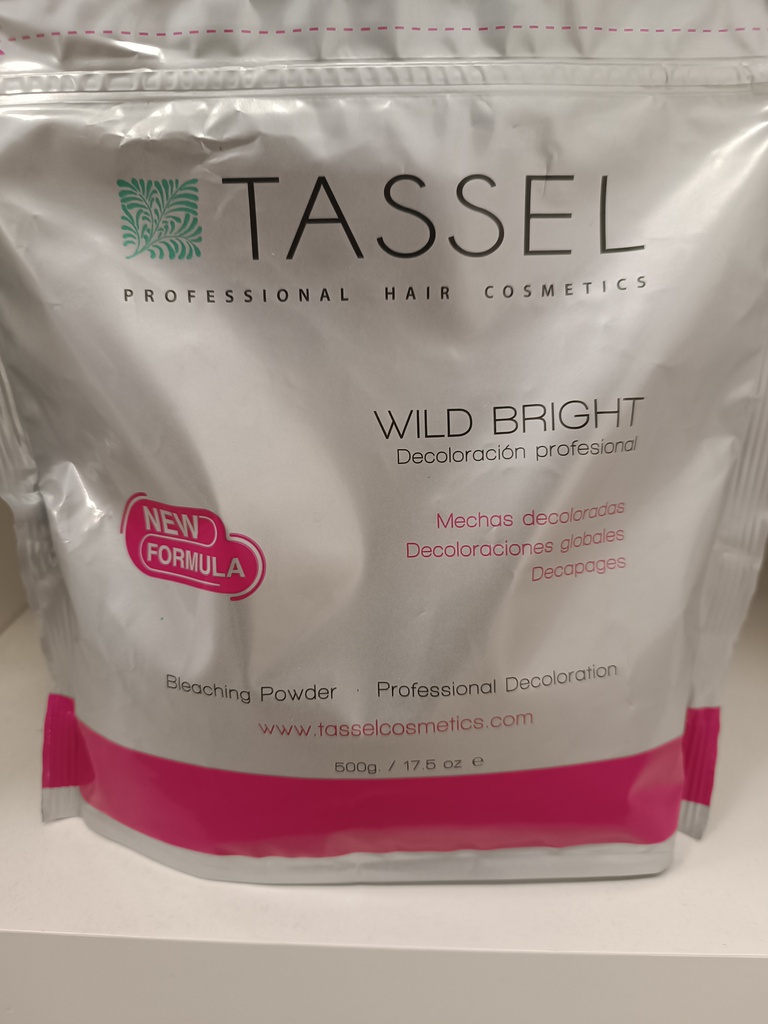 TASSEL
PROFESSIONAL HAIR COSMETICS
WILD BRIGHT
Decoloración profesional
NEW
FORMULA
Mechas decoloradas
Decoloraciones globales
Decapages
Bleaching Powder · Professional Decoloration
www.tasselcosmetics.com
500g. / 17.5 oz ℮